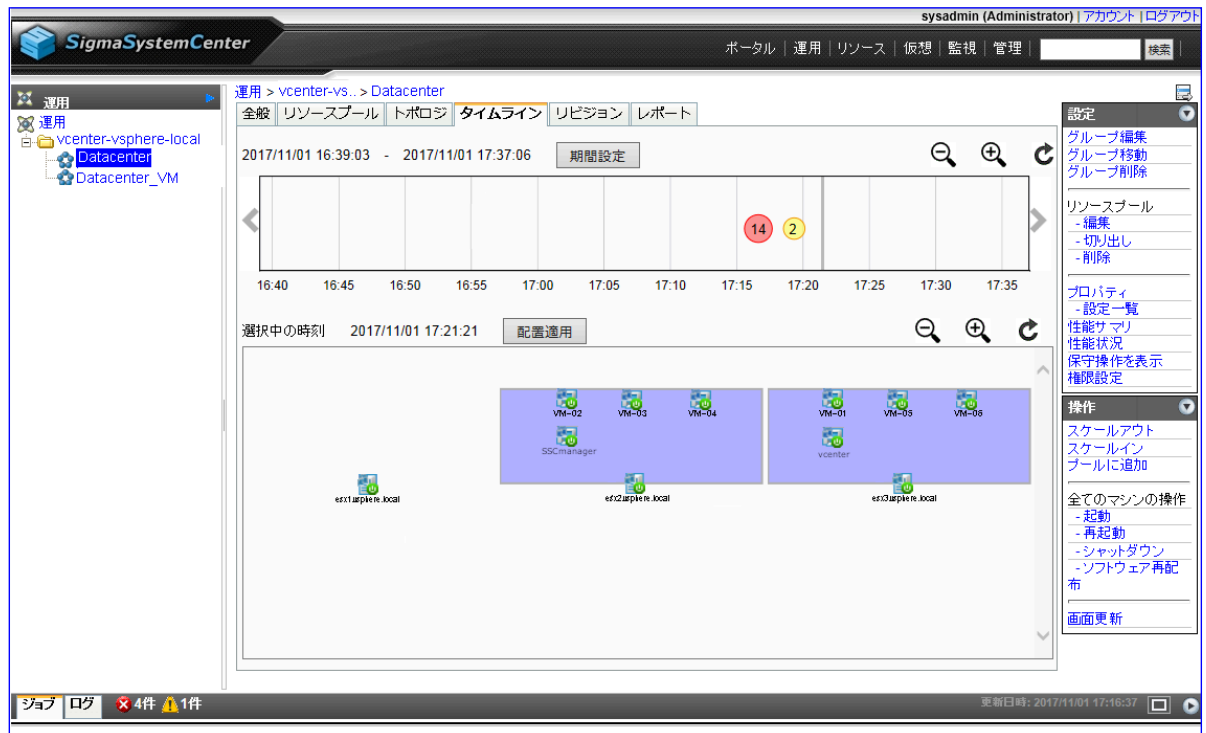 sysadmin (Administrator) | アカウント | ログアウト
SigmaSystemCenter
ポータル | 運用 | リソース | 仮想 | 監視 | 管理 | 検索 |
運用
運用
vcenter-vsphere-local
Datacenter
Datacenter_VM
運用 > vcenter-vs.. > Datacenter
全般 リソースプール トポロジ タイムライン リビジョン レポート
2017/11/01 16:39:03 - 2017/11/01 17:37:06 期間設定
14 2
16:40 16:45 16:50 16:55 17:00 17:05 17:10 17:15 17:20 17:25 17:30 17:35
選択中の時刻 2017/11/01 17:21:21 配置適用
VM-02 VM-03 VM-04 VM-01 VM-05 VM-06
SSCmanager vcenter
esx1.vsphere.local esx2.vsphere.local esx3.vsphere.local
設定
グループ編集
グループ移動
グループ削除
リソースプール
- 編集
- 切り出し
- 削除
プロパティ
- 設定一覧
性能サマリ
性能状況
保守操作を表示
権限設定
操作
スケールアウト
スケールイン
プールに追加
全てのマシンの操作
- 起動
- 再起動
- シャットダウン
- ソフトウェア再配
布
画面更新
ジョブ ログ 4件 1件
更新日時: 2017/11/01 17:16:37